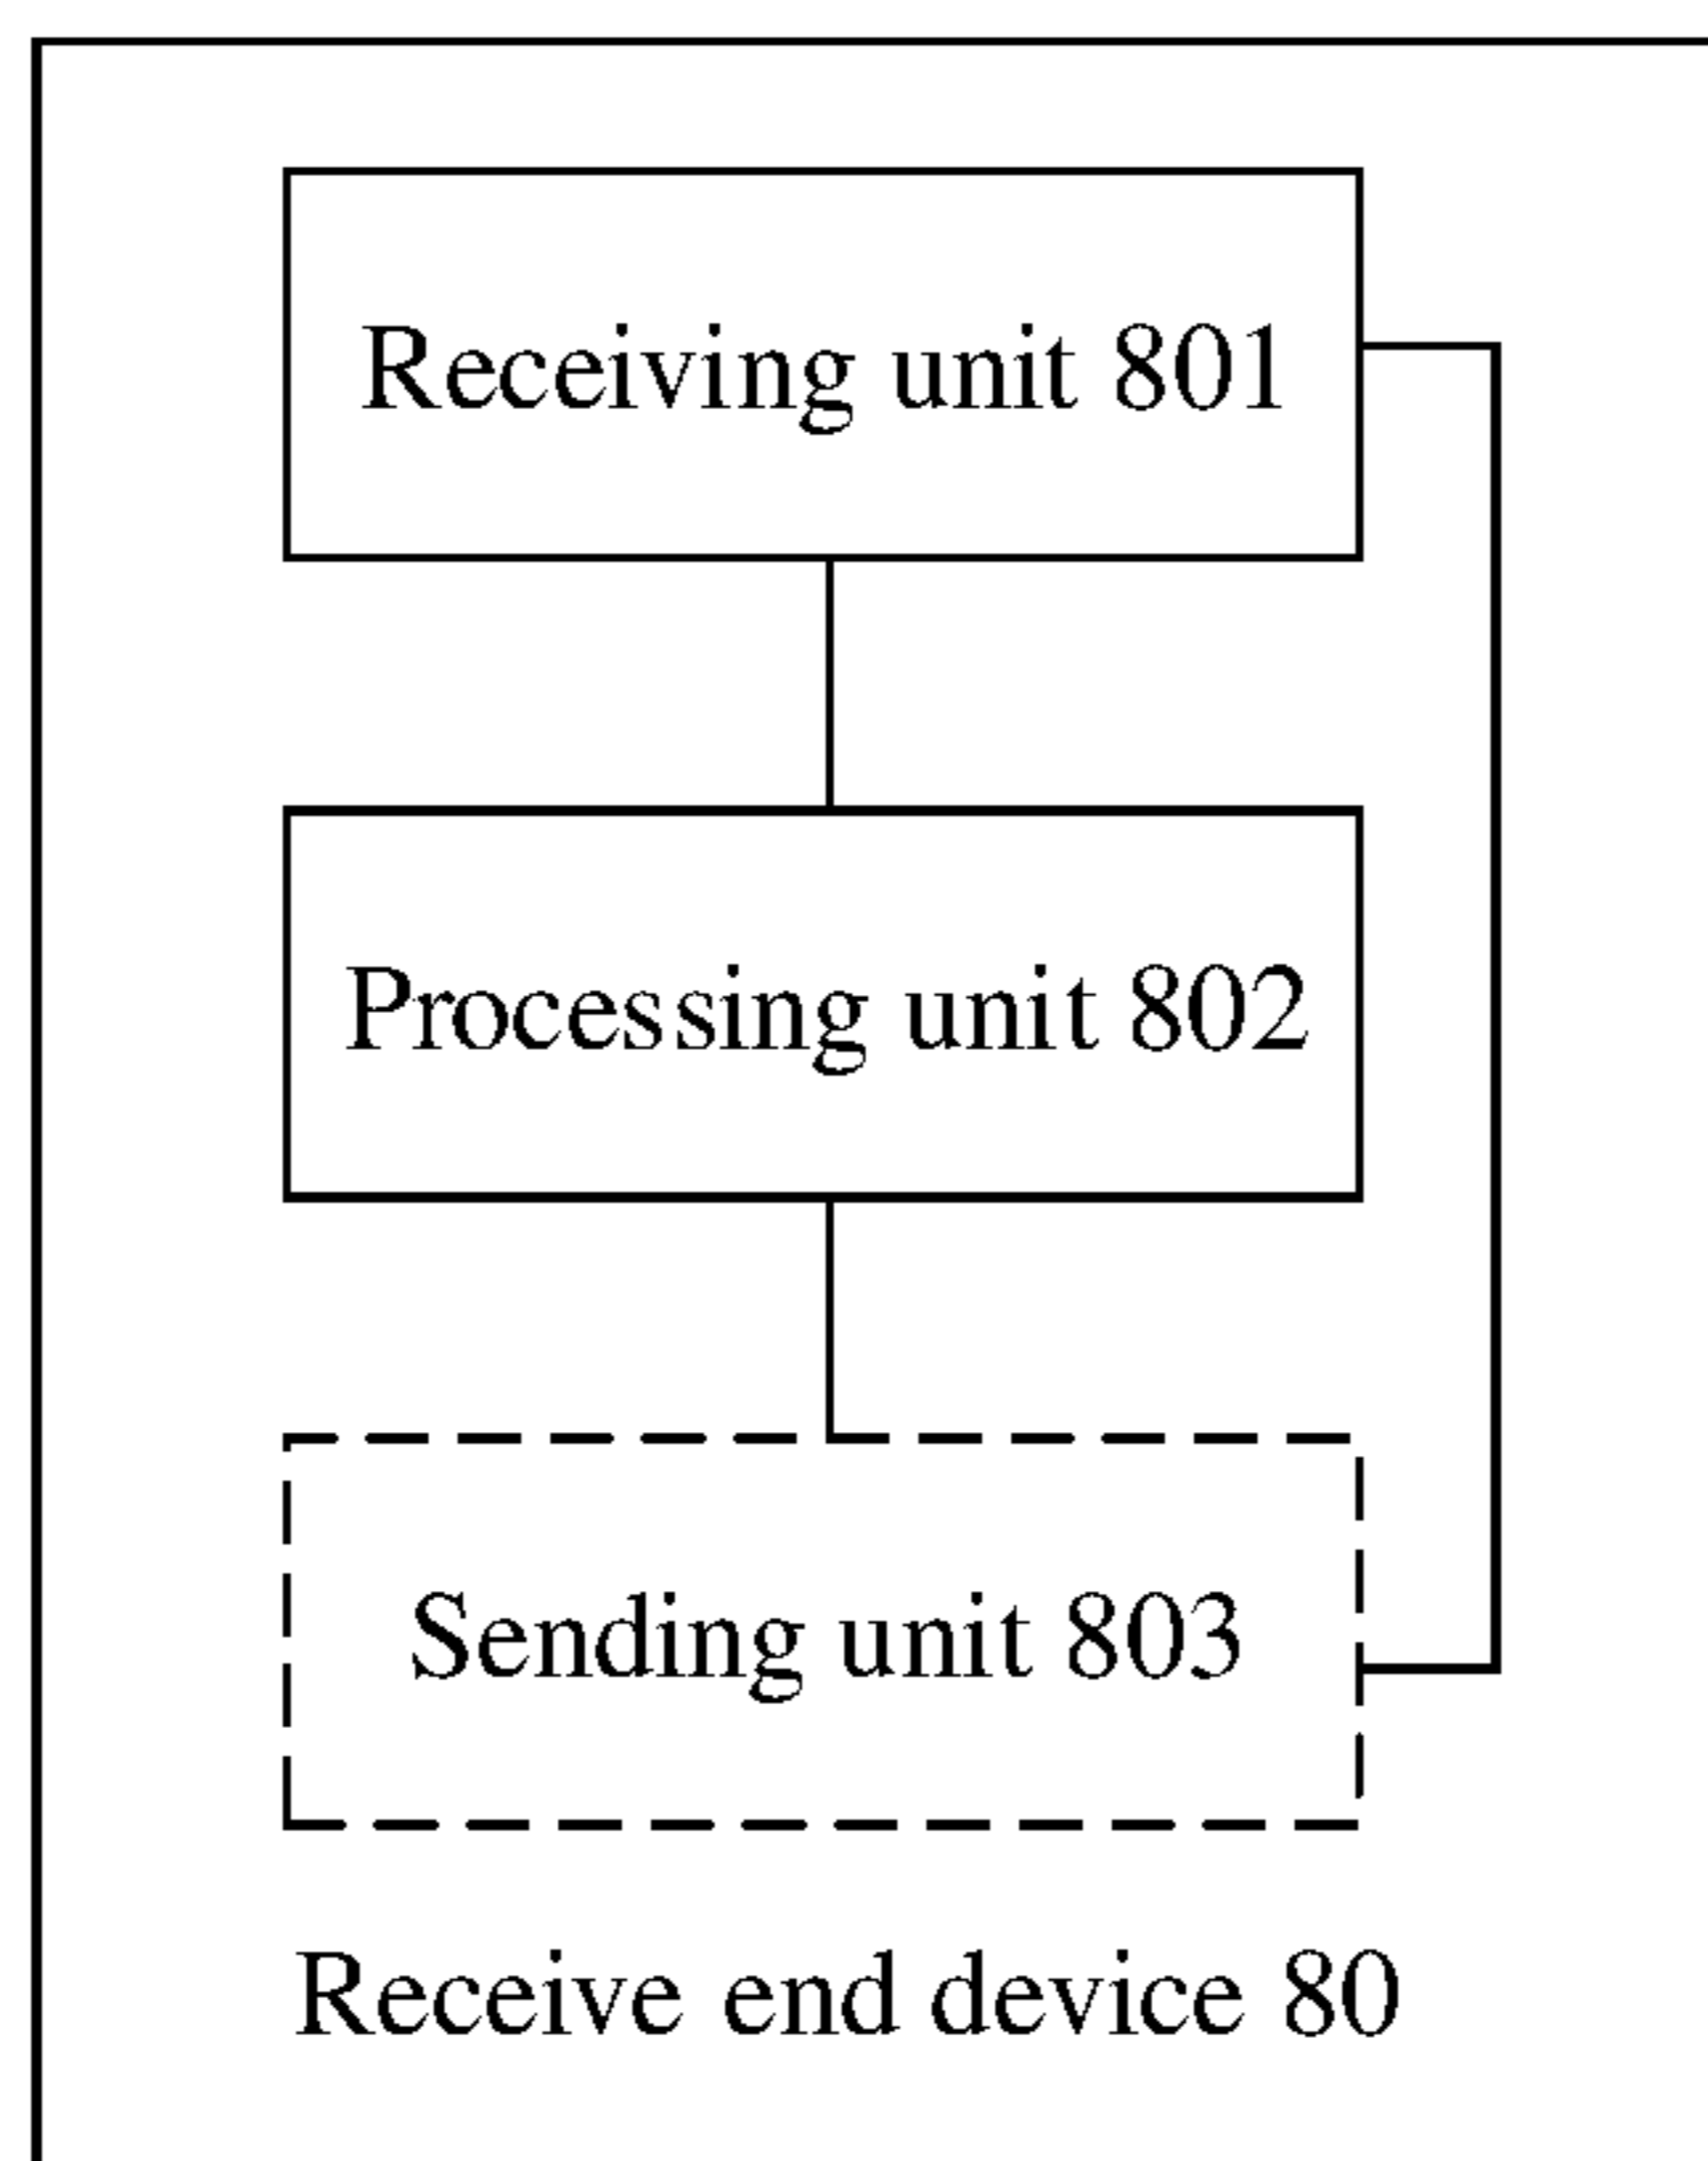 Receiving unit 801
Processing unit 802
Sending unit 803
Receive end device 80